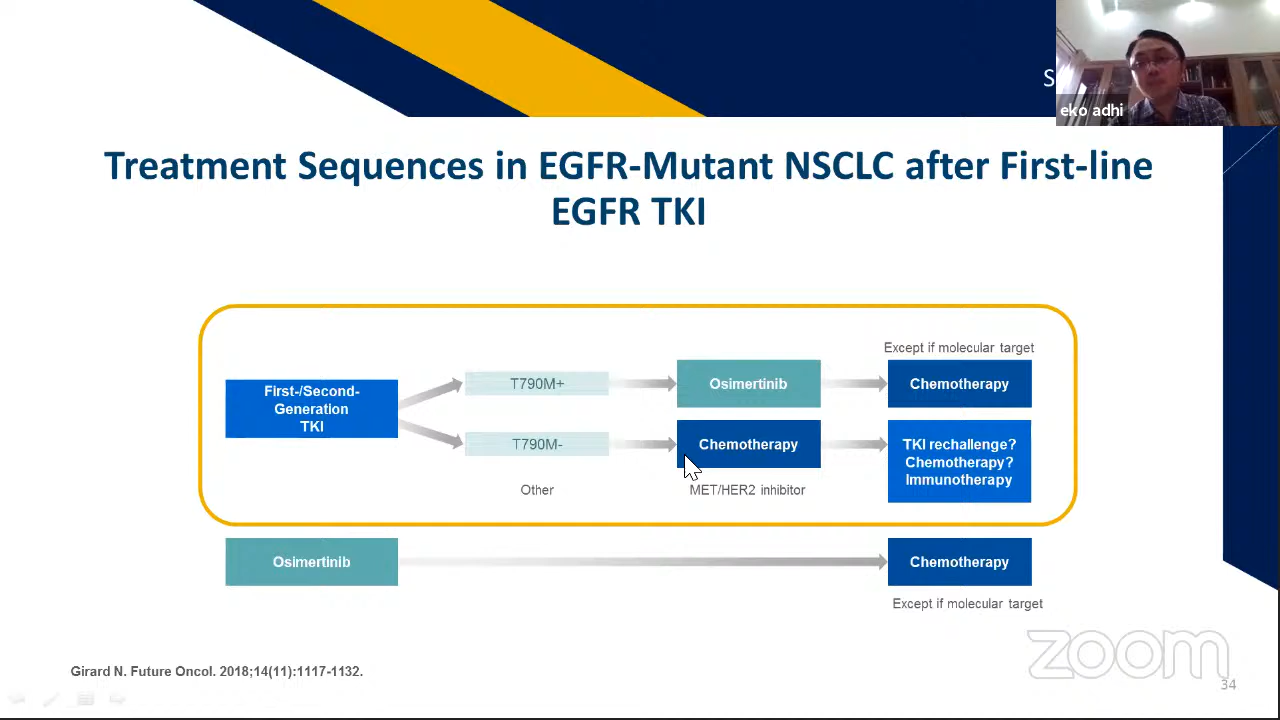 S
eko adhi
Treatment Sequences in EGFR-Mutant NSCLC after First-line
EGFR TKI
Except if molecular target
First-/Second-
Generation
TKI
T790M+
Osimertinib
Chemotherapy
T790M-
Chemotherapy
TKI rechallenge?
Chemotherapy?
Immunotherapy
Other
MET/HER2 inhibitor
Osimertinib
Chemotherapy
Except if molecular target
Girard N. Future Oncol. 2018;14(11):1117-1132.
zoom
34